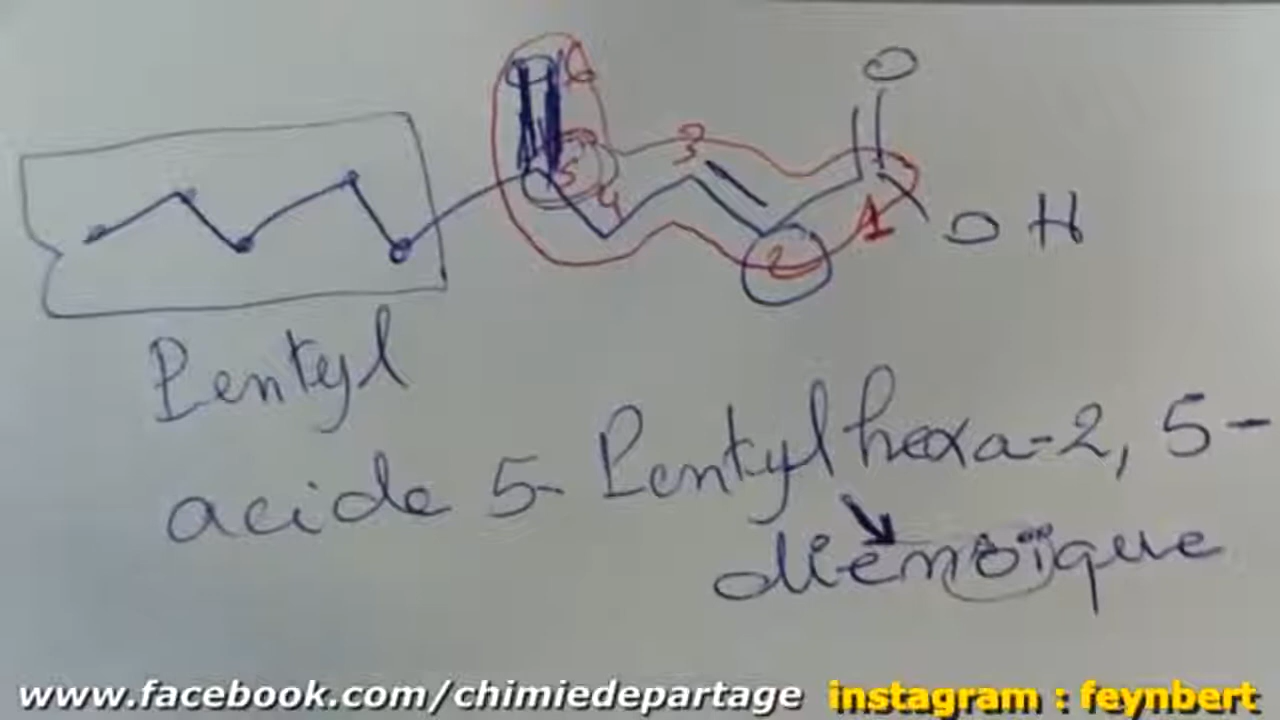 O
6
5
3
4
2
1
OH
Pentyl
acide 5-Pentylhexa-2,5-
diènoïque
www.facebook.com/chimiedepartage instagram : feynbert